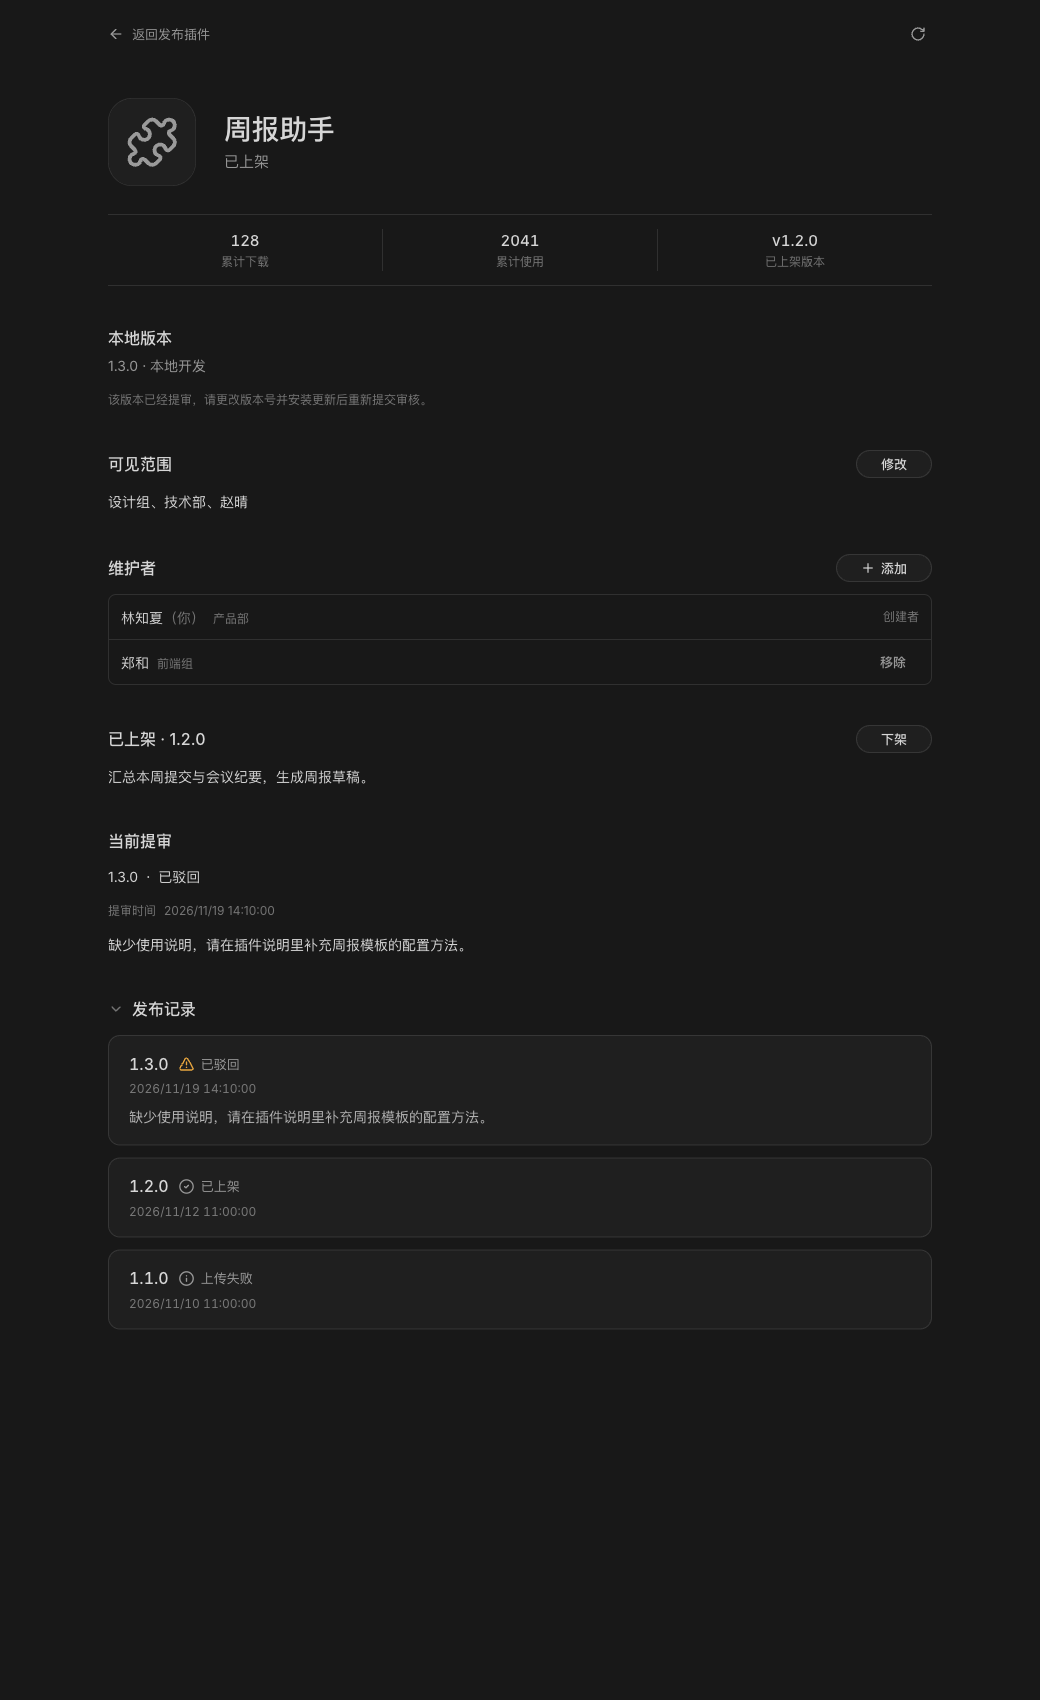 返回发布插件
周报助手
已上架
128
累计下载
2041
累计使用
v1.2.0
已上架版本
本地版本
1.3.0 · 本地开发
该版本已经提审，请更改版本号并安装更新后重新提交审核。
可见范围
修改
设计组、技术部、赵晴
维护者
添加
林知夏（你） 产品部
创建者
郑和 前端组
移除
已上架 · 1.2.0
下架
汇总本周提交与会议纪要，生成周报草稿。
当前提审
1.3.0 · 已驳回
提审时间 2026/11/19 14:10:00
缺少使用说明，请在插件说明里补充周报模板的配置方法。
发布记录
1.3.0 已驳回
2026/11/19 14:10:00
缺少使用说明，请在插件说明里补充周报模板的配置方法。
1.2.0 已上架
2026/11/12 11:00:00
1.1.0 上传失败
2026/11/10 11:00:00